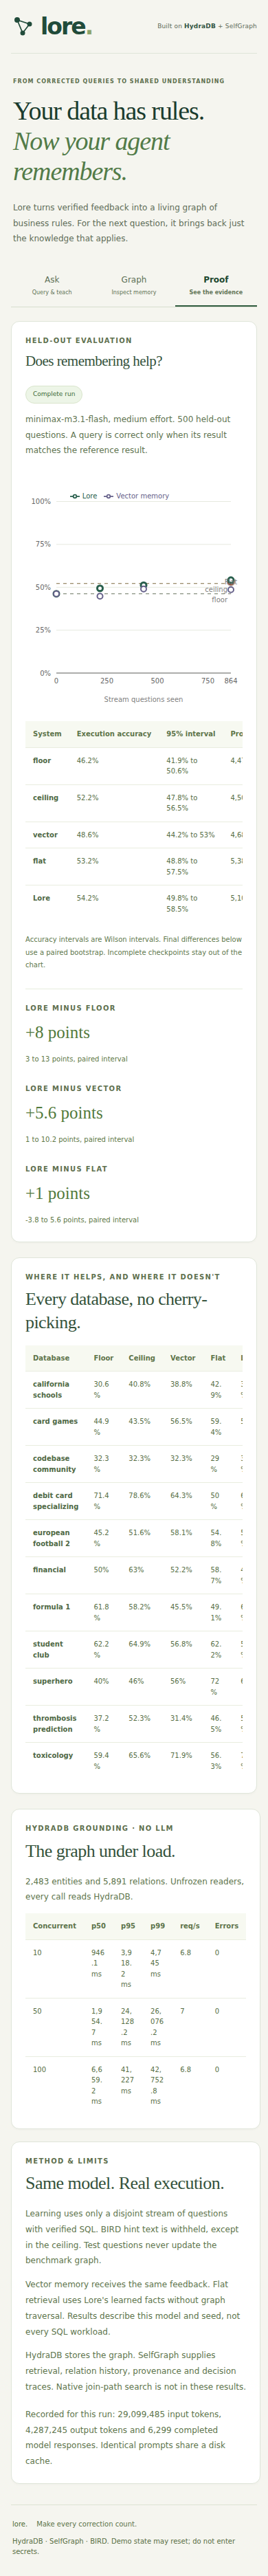 lore.
Built on HydraDB + SelfGraph
FROM CORRECTED QUERIES TO SHARED UNDERSTANDING
Your data has rules.
Now your agent
remembers.
Lore turns verified feedback into a living graph of
business rules. For the next question, it brings back just
the knowledge that applies.
Ask Graph Proof
Query & teach Inspect memory See the evidence
HELD-OUT EVALUATION
Does remembering help?
Complete run
minimax-m3.1-flash, medium effort. 500 held-out
questions. A query is correct only when its result
matches the reference result.
Lore Vector memory
100%
75%
50%
25%
0%
ceiling
floor
0 250 500 750 864
Stream questions seen
System Execution accuracy 95% interval
floor 46.2% 41.9% to
50.6%
ceiling 52.2% 47.8% to
56.5%
vector 48.6% 44.2% to 53%
flat 53.2% 48.8% to
57.5%
Lore 54.2% 49.8% to
58.5%
Accuracy intervals are Wilson intervals. Final differences below
use a paired bootstrap. Incomplete checkpoints stay out of the
chart.
LORE MINUS FLOOR
+8 points
3 to 13 points, paired interval
LORE MINUS VECTOR
+5.6 points
1 to 10.2 points, paired interval
LORE MINUS FLAT
+1 points
-3.8 to 5.6 points, paired interval
WHERE IT HELPS, AND WHERE IT DOESN'T
Every database, no cherry-
picking.
Database Floor Ceiling Vector Flat
california 30.6 40.8% 38.8% 42.
schools % 9%
card games 44.9 43.5% 56.5% 59.
% 4%
codebase 32.3 32.3% 32.3% 29
community % %
debit card 71.4 78.6% 64.3% 50
specializing % %
european 45.2 51.6% 58.1% 54.
football 2 % 8%
financial 50% 63% 52.2% 58.
7%
formula 1 61.8 58.2% 45.5% 49.
% 1%
student 62.2 64.9% 56.8% 62.
club % 2%
superhero 40% 46% 56% 72
%
thrombosis 37.2 52.3% 31.4% 46.
prediction % 5%
toxicology 59.4 65.6% 71.9% 56.
% 3%
HYDRADB GROUNDING · NO LLM
The graph under load.
2,483 entities and 5,891 relations. Unfrozen readers,
every call reads HydraDB.
Concurrent p50 p95 p99 req/s Errors
10 946 3,9 4,7 6.8 0
.1 18. 45
ms 2 ms
ms
50 1,9 24, 26, 7 0
54. 128 076
7 .2 ms .2 ms
ms
100 6,6 41, 42, 6.8 0
59. 227 752
2 ms .8
ms ms
METHOD & LIMITS
Same model. Real execution.
Learning uses only a disjoint stream of questions
with verified SQL. BIRD hint text is withheld, except
in the ceiling. Test questions never update the
benchmark graph.
Vector memory receives the same feedback. Flat
retrieval uses Lore's learned facts without graph
traversal. Results describe this model and seed, not
every SQL workload.
HydraDB stores the graph. SelfGraph supplies
retrieval, relation history, provenance and decision
traces. Native join-path search is not in these results.
Recorded for this run: 29,099,485 input tokens,
4,287,245 output tokens and 6,299 completed
model responses. Identical prompts share a disk
cache.
lore. Make every correction count.
HydraDB · SelfGraph · BIRD. Demo state may reset; do not enter
secrets.